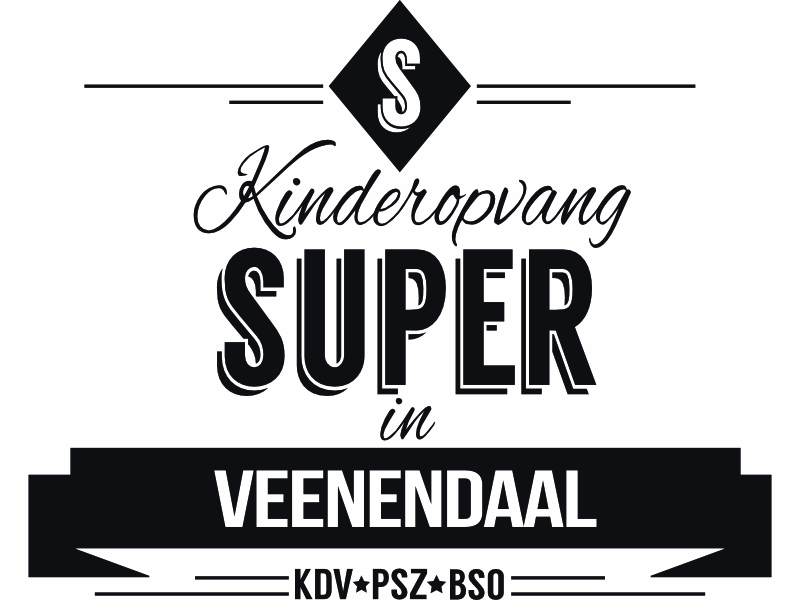 S
Kinderopvang
SUPER
in
VEENENDAAL
KDV★PSZ★BSO